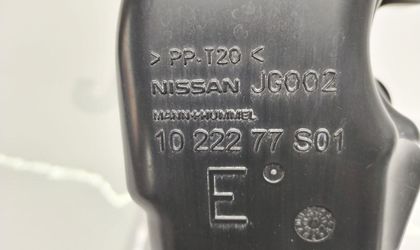 > PP-T20 <
NISSAN JG002
MANN+HUMMEL
10 222 77 S01
E